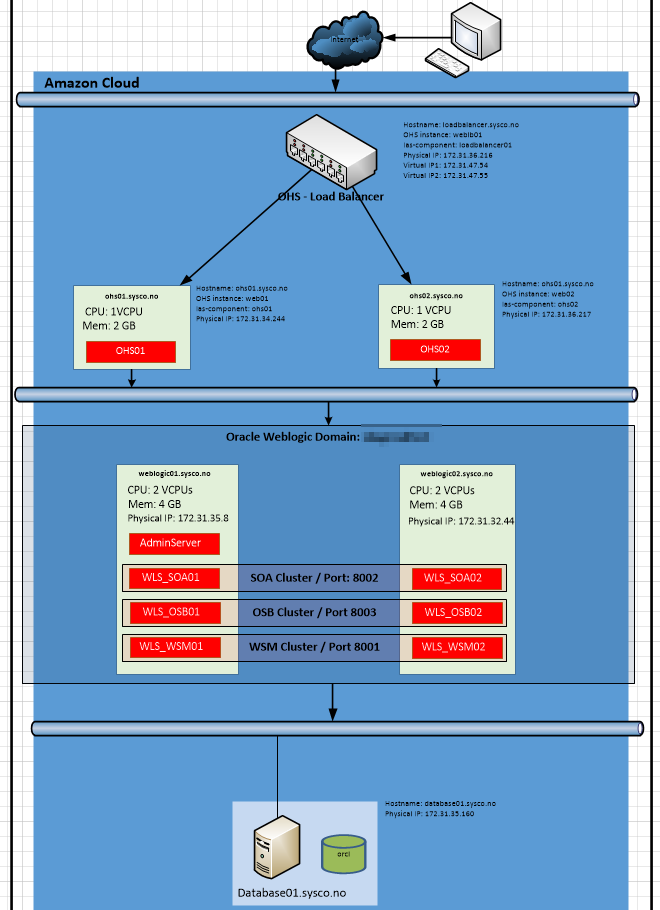 Internet
Amazon Cloud
Hostname: loadbalancer.sysco.no
OHS instance: weblb01
Ias-component: loadbalancer01
Physical IP: 172.31.36.216
Virtual IP1: 172.31.47.54
Virtual IP2: 172.31.47.55
OHS - Load Balancer
ohs01.sysco.no
CPU: 1VCPU
Mem: 2 GB
OHS01
Hostname: ohs01.sysco.no
OHS instance: web01
Ias-component: ohs01
Physical IP: 172.31.34.244
ohs02.sysco.no
CPU: 1 VCPU
Mem: 2 GB
OHS02
Hostname: ohs01.sysco.no
OHS instance: web02
Ias-component: ohs02
Physical IP: 172.31.36.217
Oracle Weblogic Domain:
weblogic01.sysco.no
CPU: 2 VCPUs
Mem: 4 GB
Physical IP: 172.31.35.8
AdminServer
weblogic02.sysco.no
CPU: 2 VCPUs
Mem: 4 GB
Physical IP: 172.31.32.44
WLS_SOA01 SOA Cluster / Port: 8002 WLS_SOA02
WLS_OSB01 OSB Cluster / Port 8003 WLS_OSB02
WLS_WSM01 WSM Cluster / Port 8001 WLS_WSM02
Hostname: database01.sysco.no
Physical IP: 172.31.35.160
orcl
Database01.sysco.no